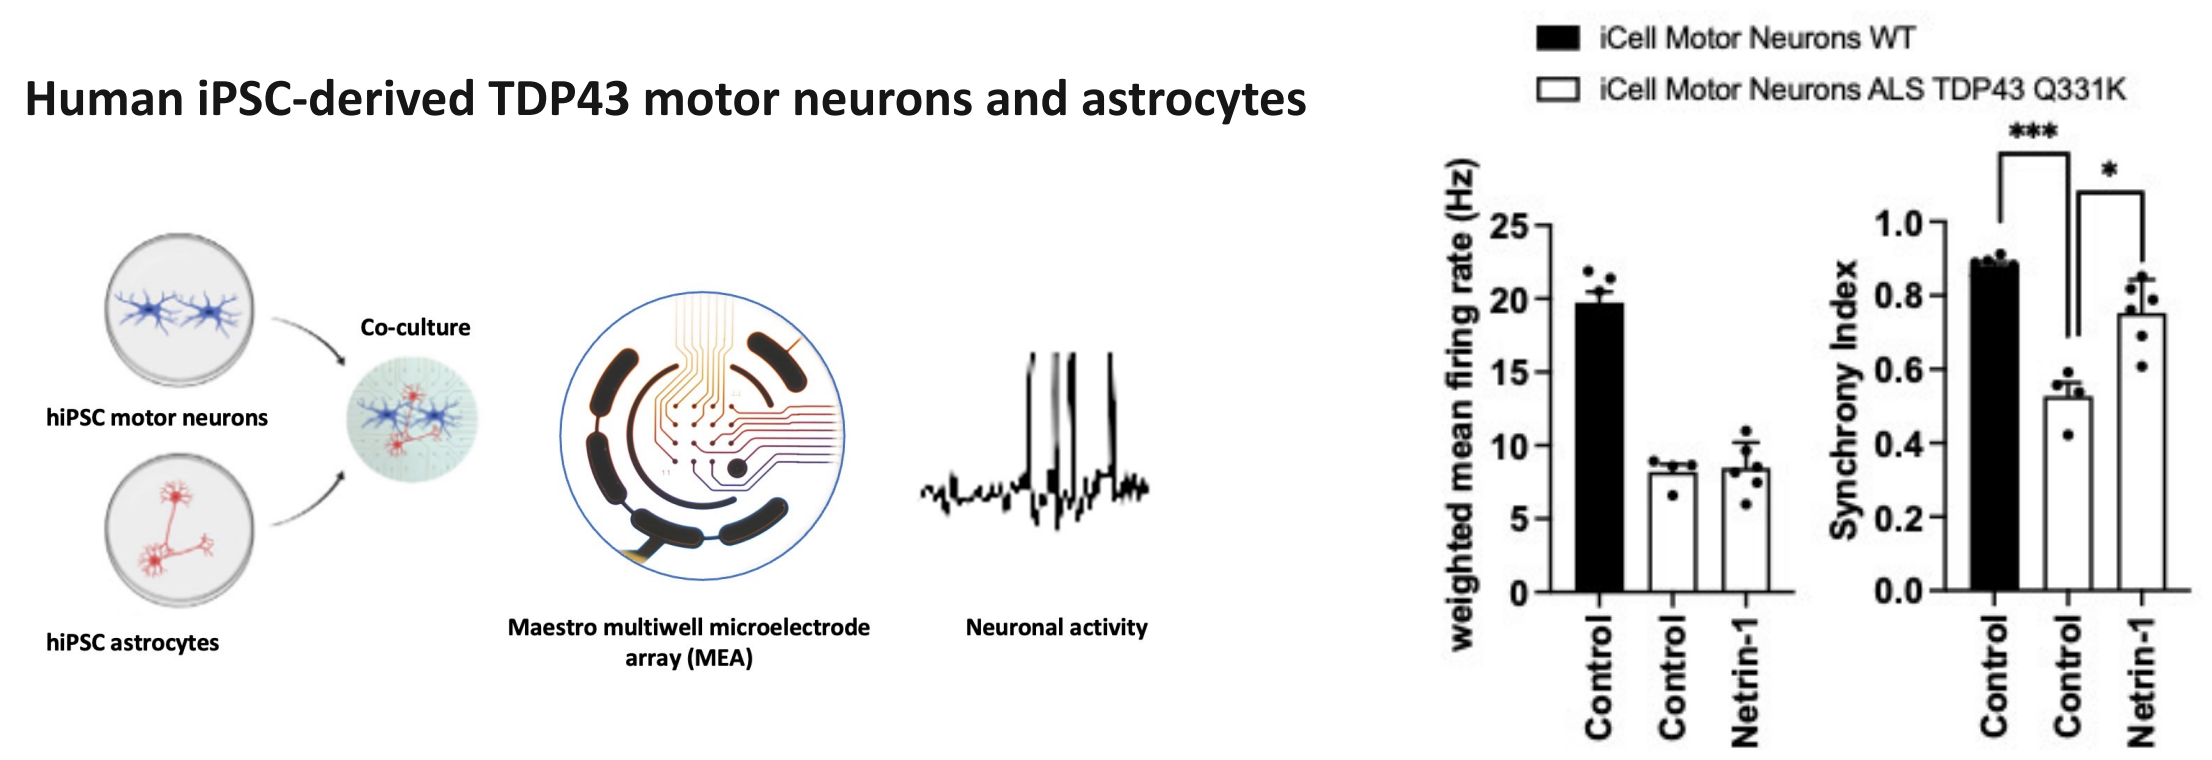 Human iPSC-derived TDP43 motor neurons and astrocytes
hiPSC motor neurons
hiPSC astrocytes
Co-culture
Maestro multiwell microelectrode
array (MEA)
Neuronal activity
iCell Motor Neurons WT
iCell Motor Neurons ALS TDP43 Q331K
weighted mean firing rate (Hz)
25
20
15
10
5
0
Control
Control
Netrin-1
***
*
Synchrony Index
1.0
0.8
0.6
0.4
0.2
0.0
Control
Control
Netrin-1